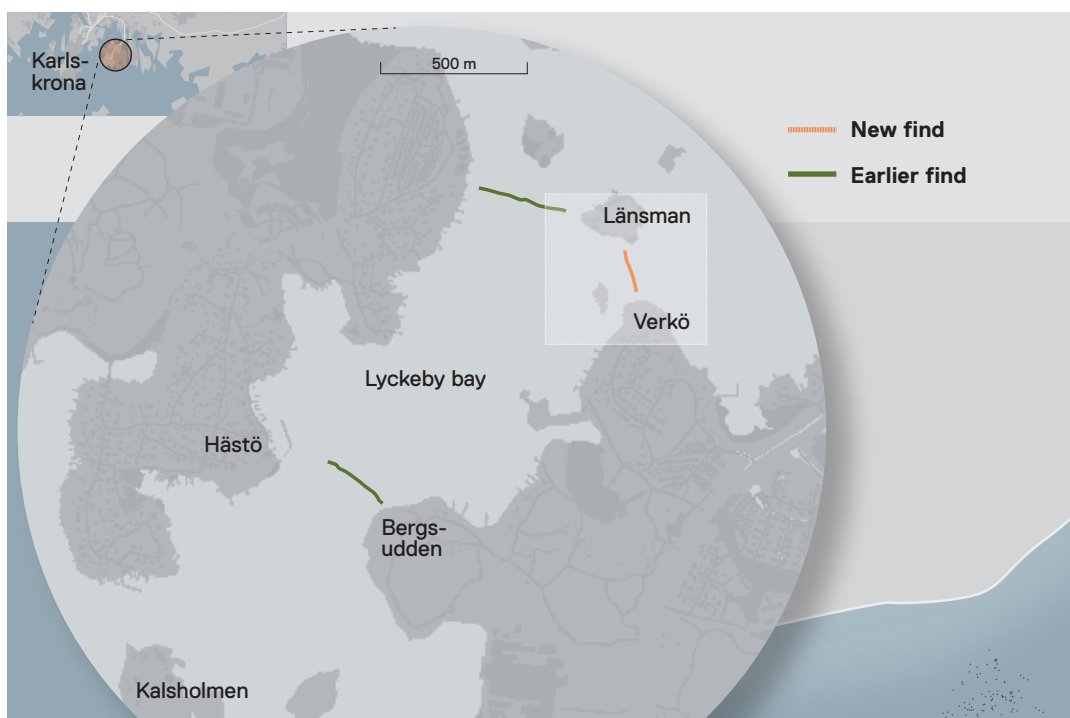 Karls-
krona
500 m
New find
Earlier find
Länsman
Verkö
Lyckeby bay
Hästö
Bergs-
udden
Kalsholmen